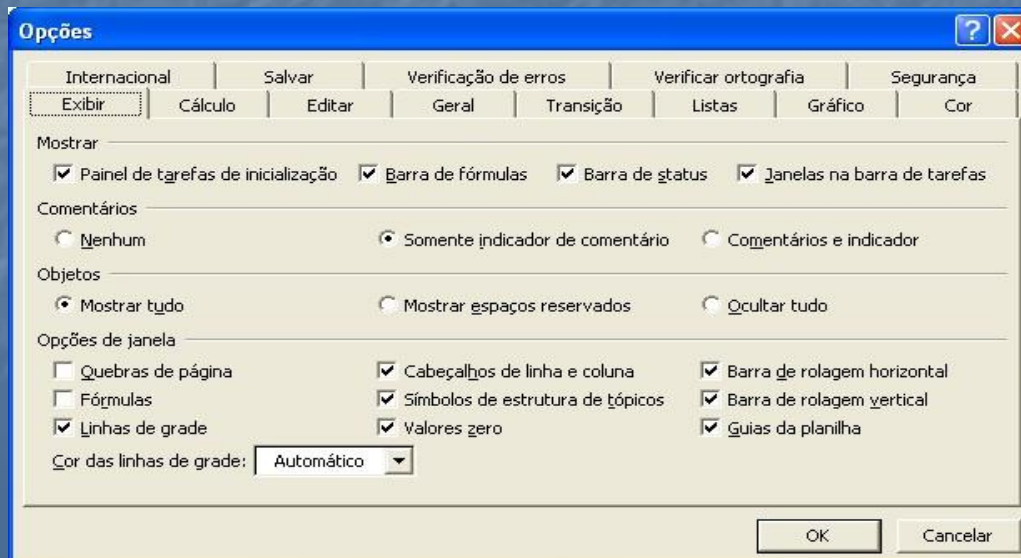 Opções
Internacional Salvar Verificação de erros Verificar ortografia Segurança
Exibir Cálculo Editar Geral Transição Listas Gráfico Cor
Mostrar
Painel de tarefas de inicialização Barra de fórmulas Barra de status Janelas na barra de tarefas
Comentários
Nenhum Somente indicador de comentário Comentários e indicador
Objetos
Mostrar tudo Mostrar espaços reservados Ocultar tudo
Opções de janela
Quebras de página Cabeçalhos de linha e coluna Barra de rolagem horizontal
Fórmulas Símbolos de estrutura de tópicos Barra de rolagem vertical
Linhas de grade Valores zero Guias da planilha
Cor das linhas de grade: Automático
OK Cancelar